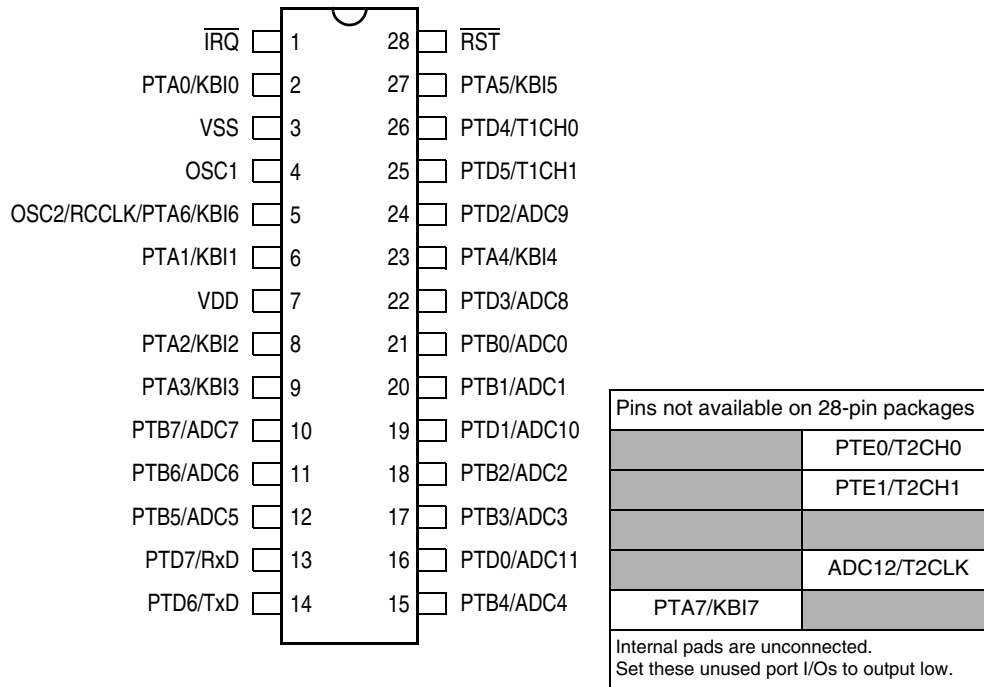 IRQ 1 28 RST
PTA0/KBI0 2 27 PTA5/KBI5
VSS 3 26 PTD4/T1CH0
OSC1 4 25 PTD5/T1CH1
OSC2/RCCLK/PTA6/KBI6 5 24 PTD2/ADC9
PTA1/KBI1 6 23 PTA4/KBI4
VDD 7 22 PTD3/ADC8
PTA2/KBI2 8 21 PTB0/ADC0
PTA3/KBI3 9 20 PTB1/ADC1
PTB7/ADC7 10 19 PTD1/ADC10
PTB6/ADC6 11 18 PTB2/ADC2
PTB5/ADC5 12 17 PTB3/ADC3
PTD7/RxD 13 16 PTD0/ADC11
PTD6/TxD 14 15 PTB4/ADC4
Pins not available on 28-pin packages
PTE0/T2CH0
PTE1/T2CH1
ADC12/T2CLK
PTA7/KBI7
Internal pads are unconnected.
Set these unused port I/Os to output low.